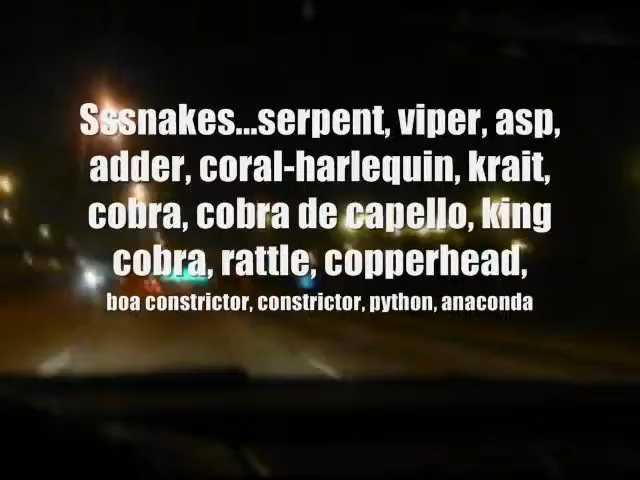 Sssnakes...serpent, viper, asp,
adder, coral-harlequin, krait,
cobra, cobra de capello, king
cobra, rattle, copperhead,
boa constrictor, constrictor, python, anaconda